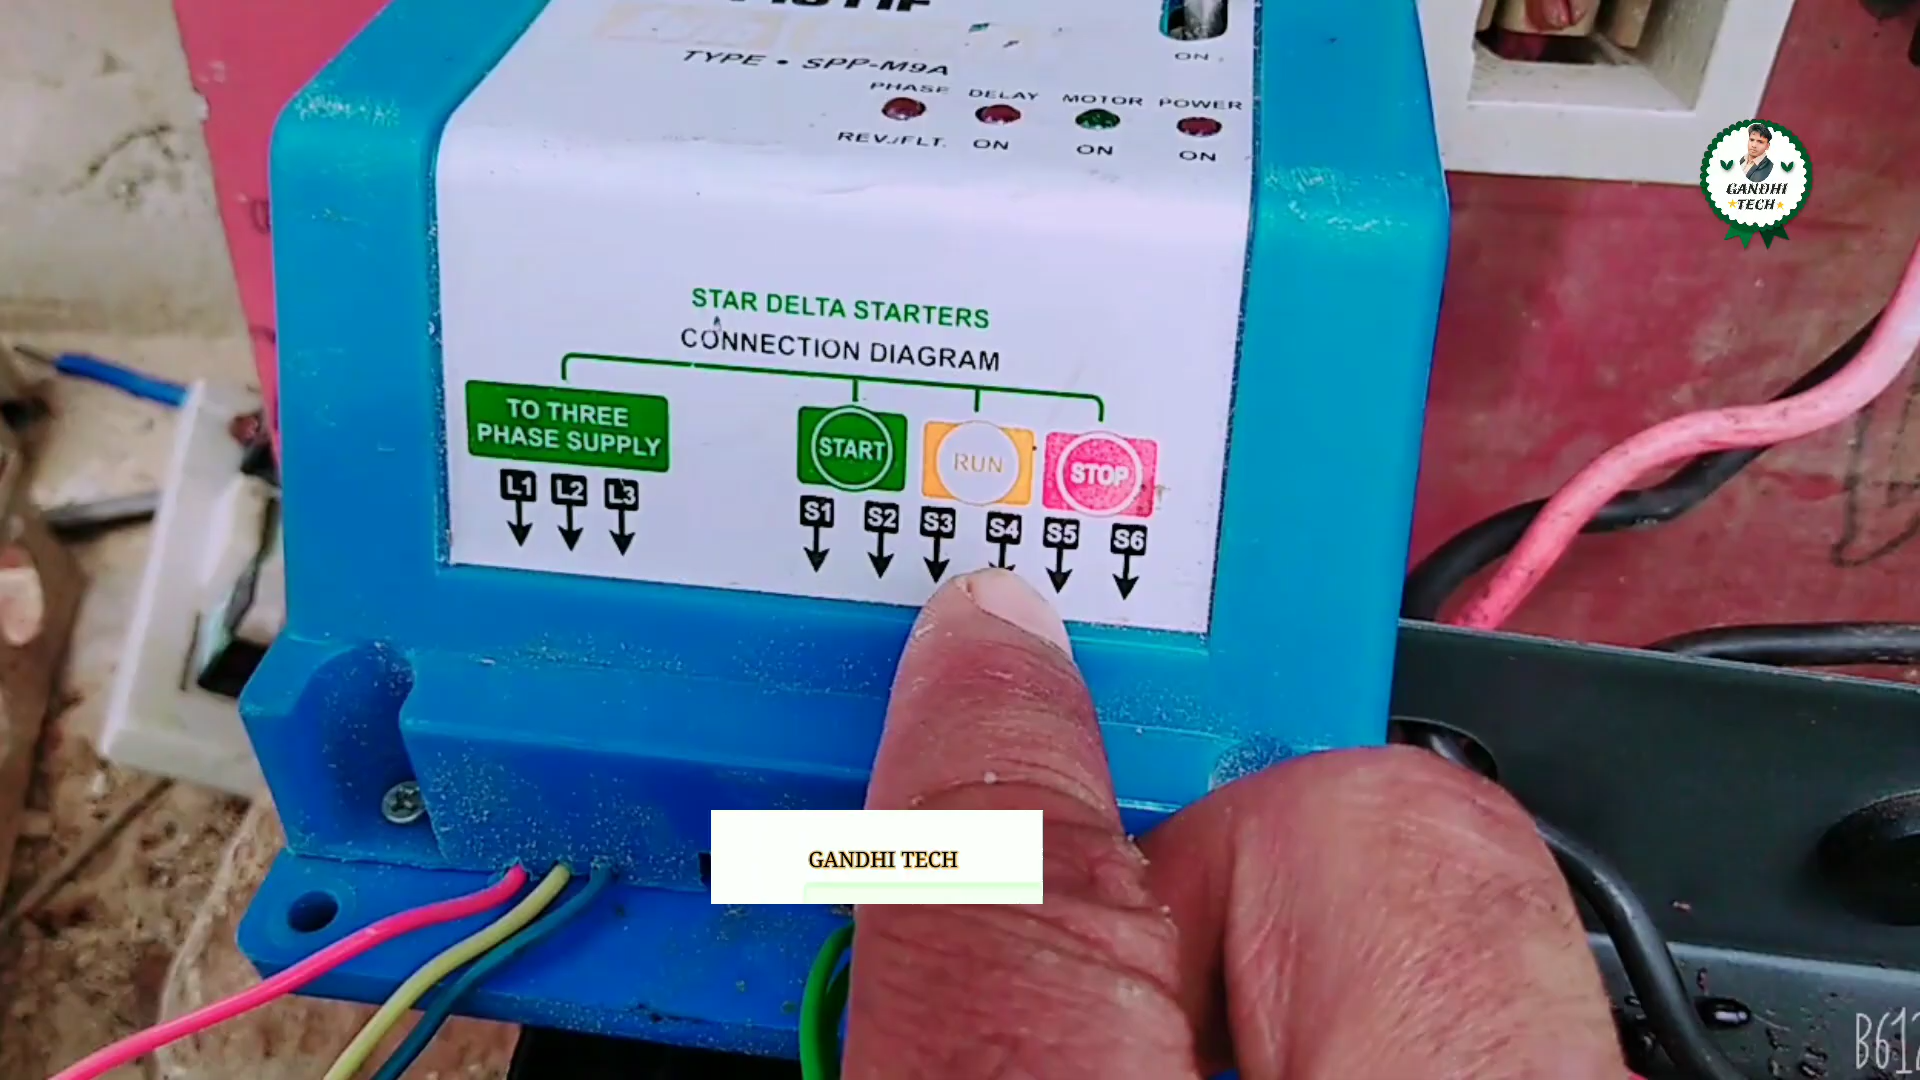 TYPE • SPP-M9A
ON
PHASE DELAY MOTOR POWER
REV./FLT. ON ON ON
GANDHI
TECH
STAR DELTA STARTERS
CONNECTION DIAGRAM
TO THREE
PHASE SUPPLY
START RUN STOP
L1 L2 L3 S1 S2 S3 S4 S5 S6
GANDHI TECH